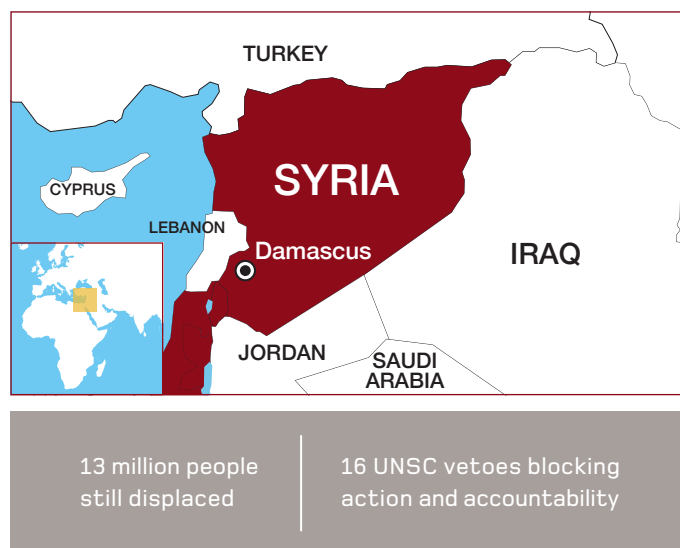 TURKEY
SYRIA
CYPRUS
LEBANON
Damascus
IRAQ
JORDAN
SAUDI
ARABIA
13 million people
still displaced
16 UNSC vetoes blocking
action and accountability